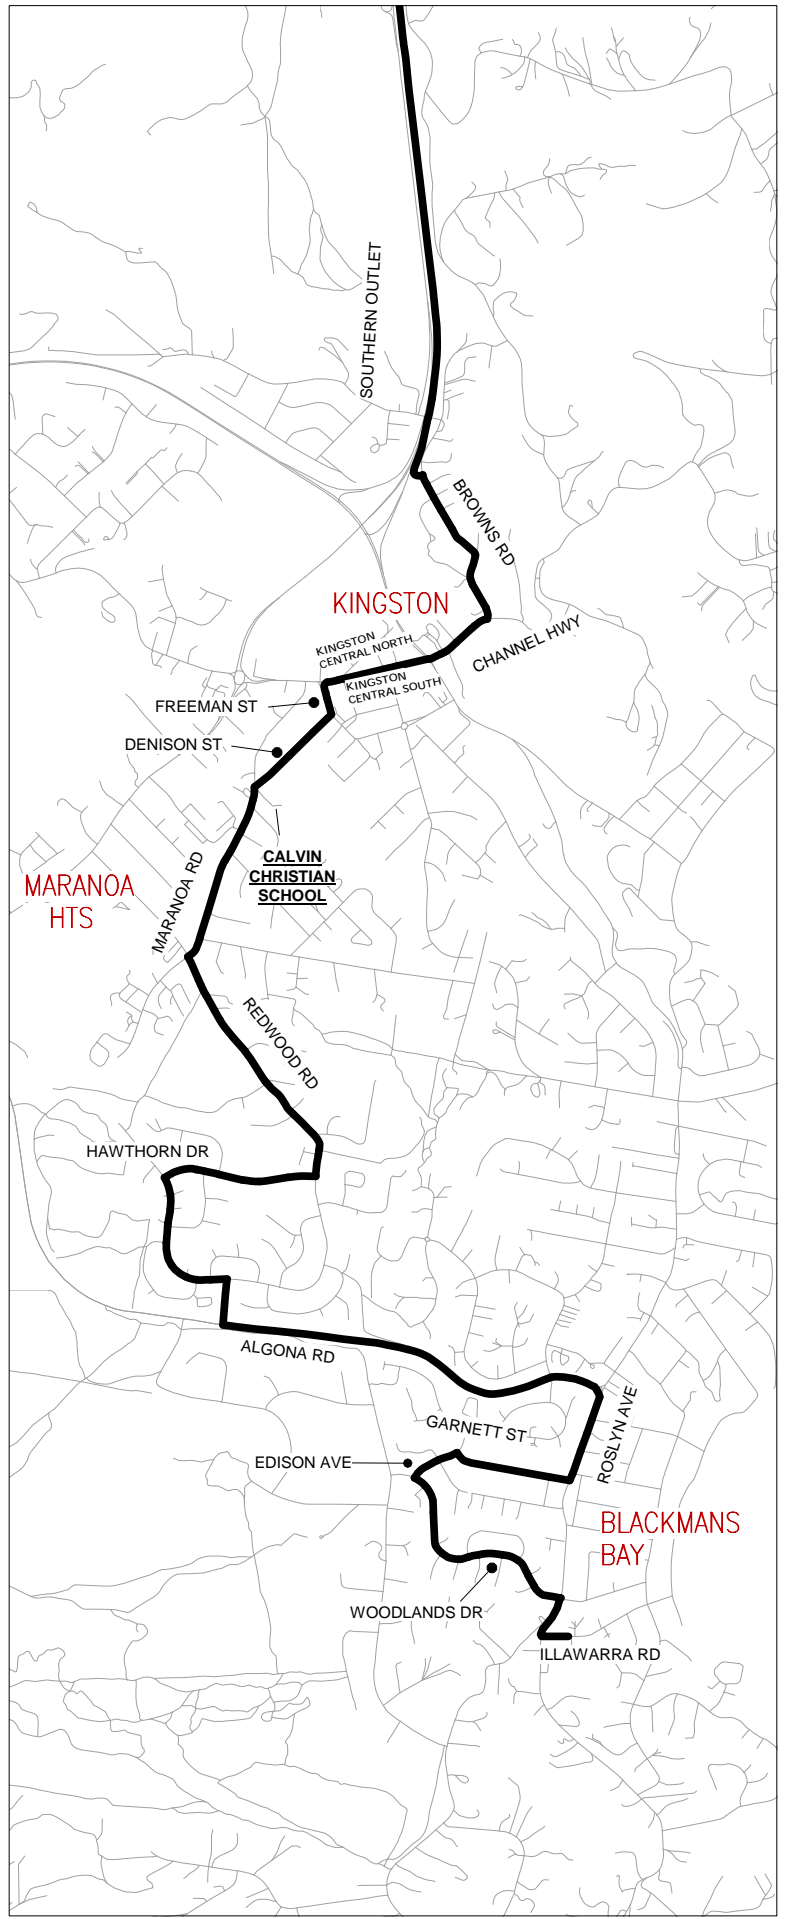 SOUTHERN OUTLET
BROWNS RD
KINGSTON
CHANNEL HWY
KINGSTON
CENTRAL NORTH
KINGSTON
CENTRAL SOUTH
FREEMAN ST
DENISON ST
CALVIN
CHRISTIAN
SCHOOL
MARANOA RD
MARANOA
HTS
REDWOOD RD
HAWTHORN DR
ALGONA RD
ROSLYN AVE
GARNETT ST
EDISON AVE
BLACKMANS
BAY
WOODLANDS DR
ILLAWARRA RD